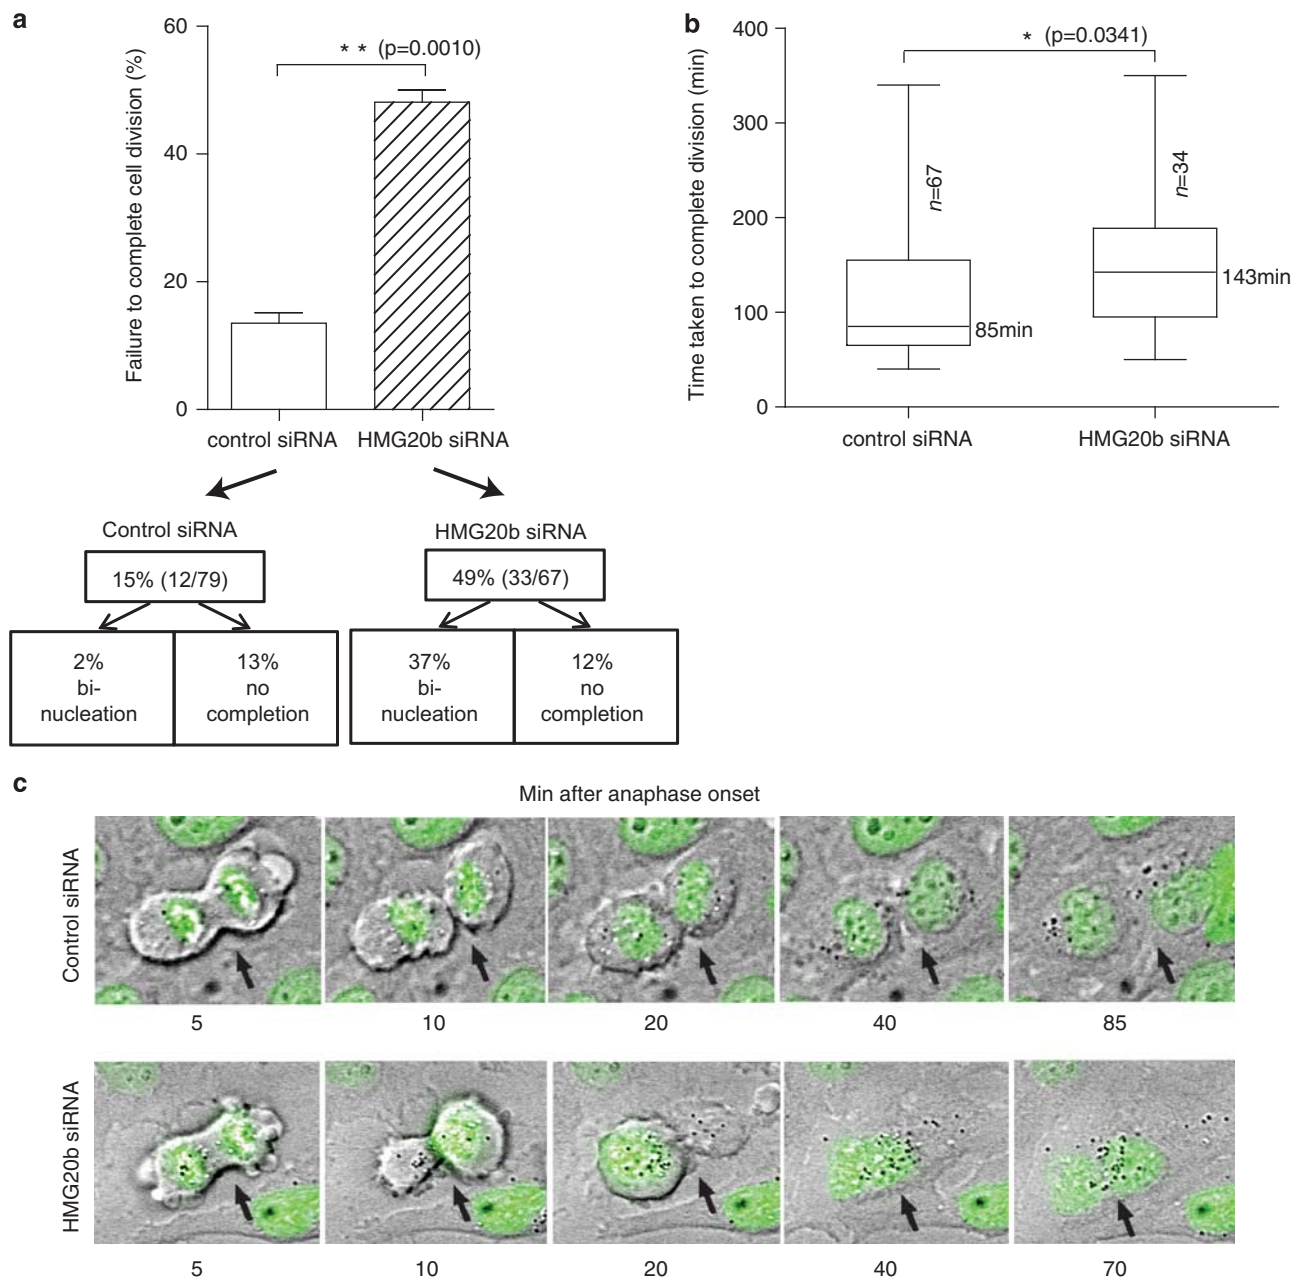 a
60
40
20
0
Failure to complete cell division (%)
* * (p=0.0010)
control siRNA
HMG20b siRNA
Control siRNA
15% (12/79)
2%
bi-
nucleation
13%
no
completion
HMG20b siRNA
49% (33/67)
37%
bi-
nucleation
12%
no
completion
b
400
300
200
100
0
Time taken to complete division (min)
* (p=0.0341)
n=67
85min
n=34
143min
control siRNA
HMG20b siRNA
c
Min after anaphase onset
Control siRNA
5
10
20
40
85
HMG20b siRNA
5
10
20
40
70